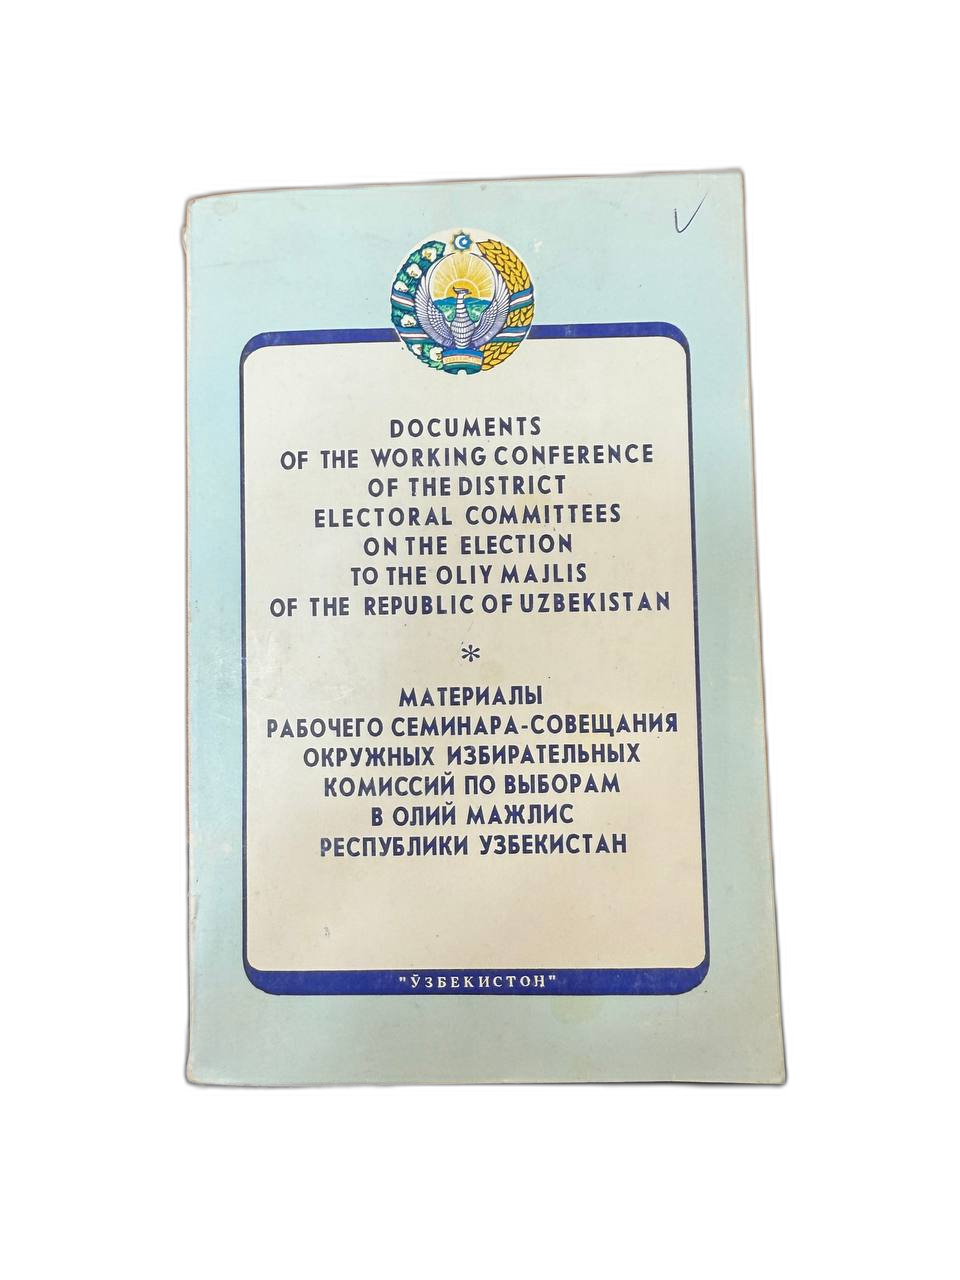 DOCUMENTS
OF THE WORKING CONFERENCE
OF THE DISTRICT
ELECTORAL COMMITTEES
ON THE ELECTION
TO THE OLIY MAJLIS
OF THE REPUBLIC OF UZBEKISTAN
*
МАТЕРИАЛЫ
РАБОЧЕГО СЕМИНАРА-СОВЕЩАНИЯ
ОКРУЖНЫХ ИЗБИРАТЕЛЬНЫХ
КОМИССИЙ ПО ВЫБОРАМ
В ОЛИЙ МАЖЛИС
РЕСПУБЛИКИ УЗБЕКИСТАН
"ЎЗБЕКИСТОН"